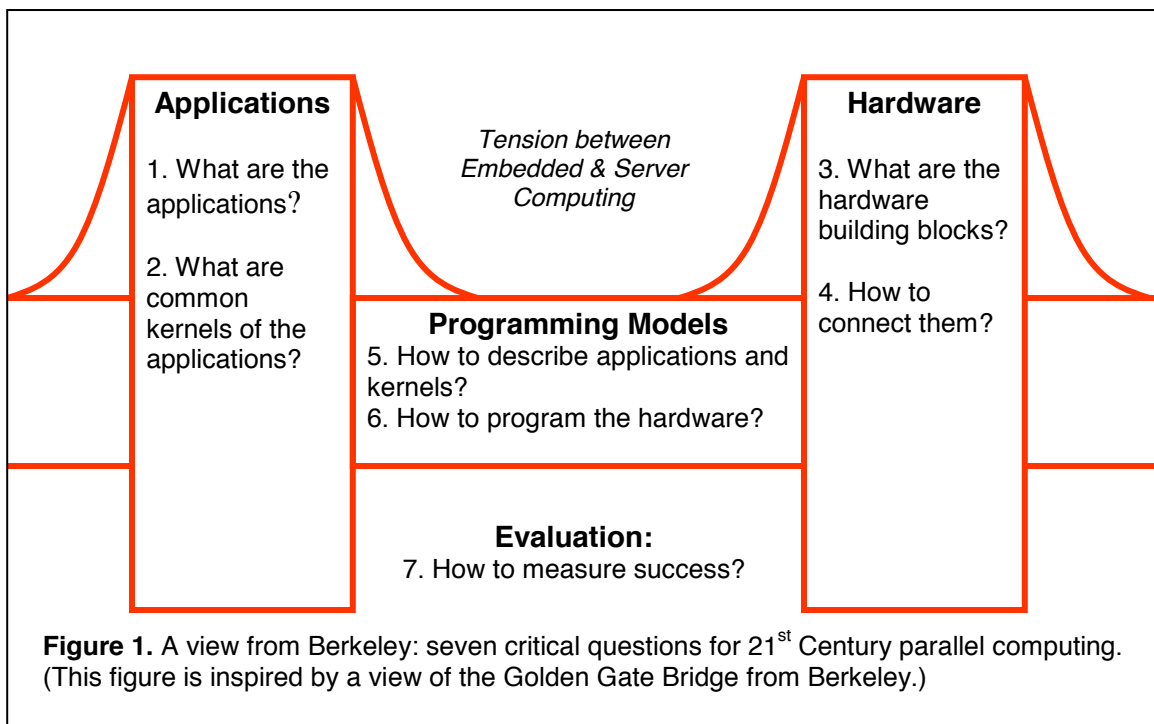 Applications
1. What are the
applications?
2. What are
common
kernels of the
applications?
Tension between
Embedded & Server
Computing
Hardware
3. What are the
hardware
building blocks?
4. How to
connect them?
Programming Models
5. How to describe applications and
kernels?
6. How to program the hardware?
Evaluation:
7. How to measure success?
Figure 1. A view from Berkeley: seven critical questions for 21st Century parallel computing.
(This figure is inspired by a view of the Golden Gate Bridge from Berkeley.)